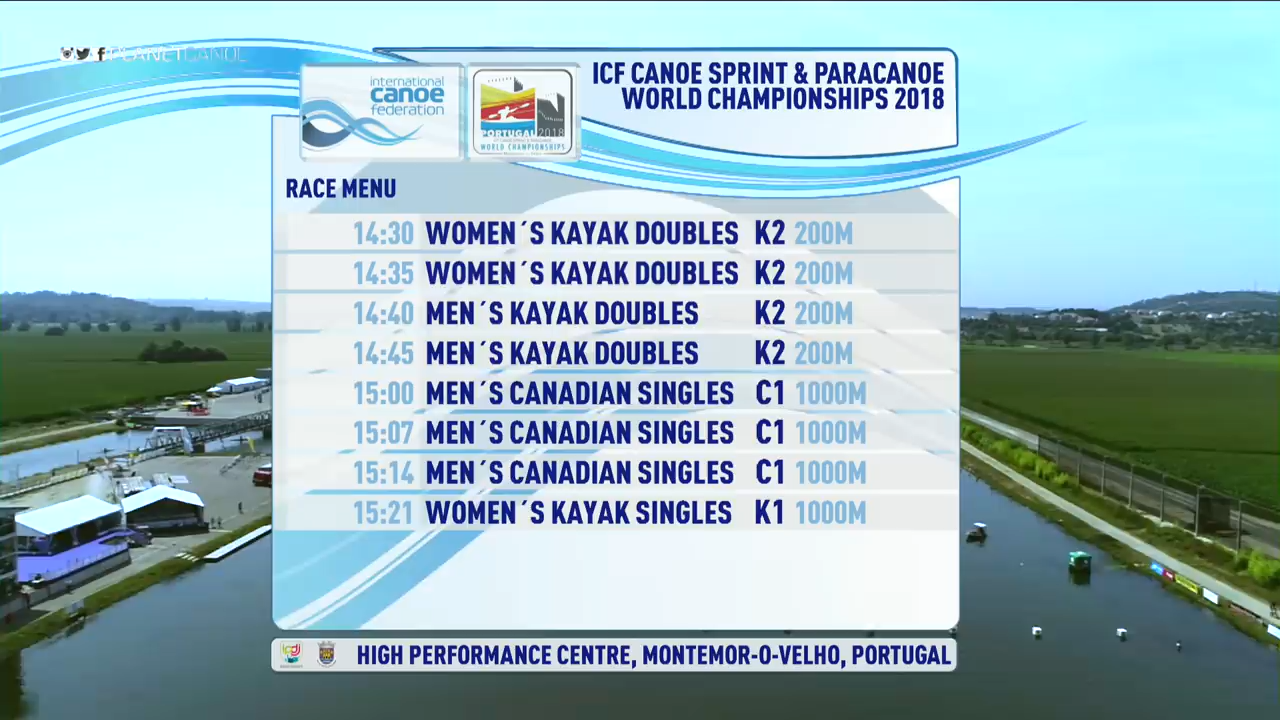 PLANETCANOE
international
canoe
federation
PORTUGAL 2018
WORLD CHAMPIONSHIPS
ICF CANOE SPRINT & PARACANOE
WORLD CHAMPIONSHIPS 2018
RACE MENU
14:30 WOMEN´S KAYAK DOUBLES K2 200M
14:35 WOMEN´S KAYAK DOUBLES K2 200M
14:40 MEN´S KAYAK DOUBLES K2 200M
14:45 MEN´S KAYAK DOUBLES K2 200M
15:00 MEN´S CANADIAN SINGLES C1 1000M
15:07 MEN´S CANADIAN SINGLES C1 1000M
15:14 MEN´S CANADIAN SINGLES C1 1000M
15:21 WOMEN´S KAYAK SINGLES K1 1000M
HIGH PERFORMANCE CENTRE, MONTEMOR-O-VELHO, PORTUGAL